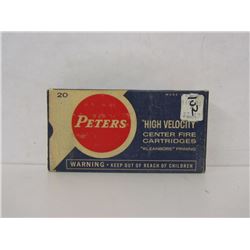 20
PETERS
"HIGH VELOCITY"
CENTER FIRE
CARTRIDGES
"KLEANBORE" PRIMING
WARNING • KEEP OUT OF REACH OF CHILDREN